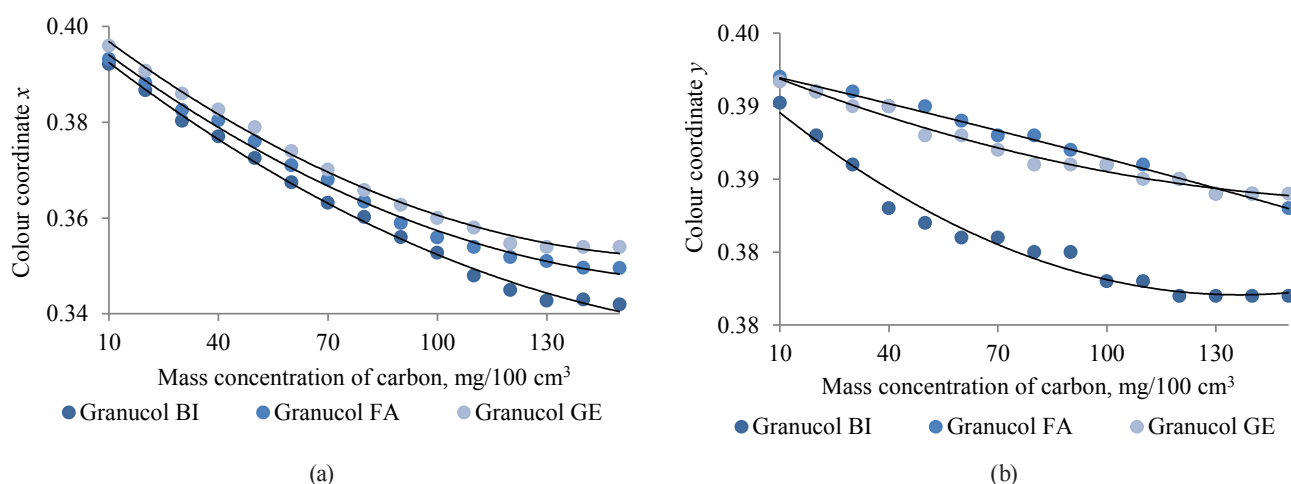 0.40
0.38
0.36
0.34
Colour coordinate x
10 40 70 100 130
Mass concentration of carbon, mg/100 cm³
Granucol BI Granucol FA Granucol GE
(a)
0.40
0.39
0.39
0.38
0.38
Colour coordinate y
10 40 70 100 130
Mass concentration of carbon, mg/100 cm³
Granucol BI Granucol FA Granucol GE
(b)